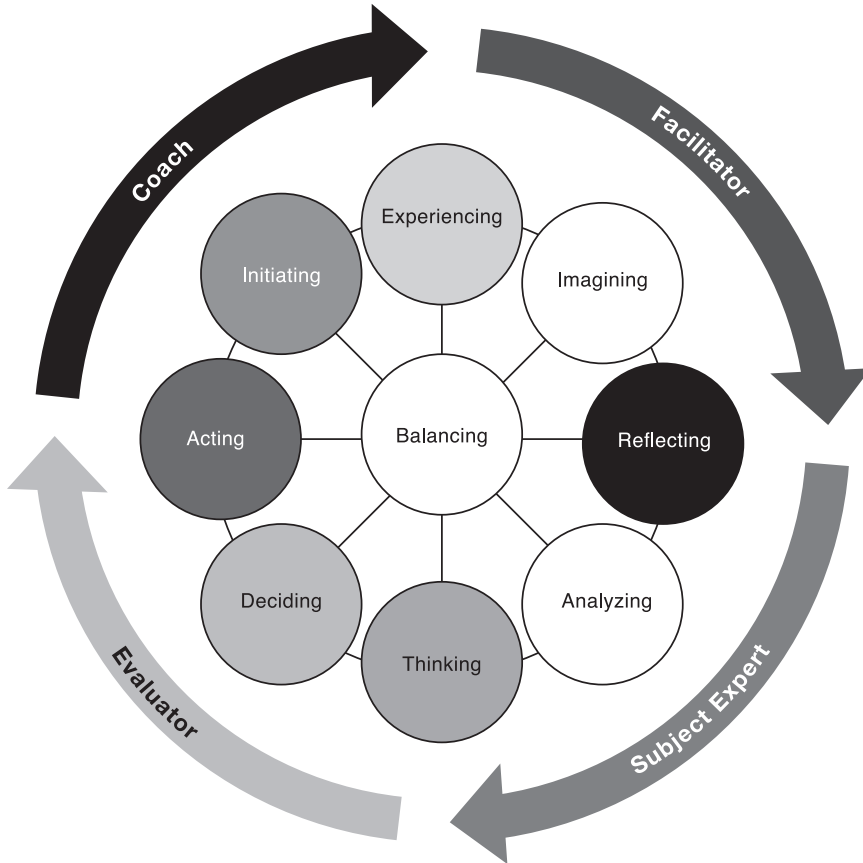 Coach
Facilitator
Experiencing
Initiating
Imagining
Acting
Balancing
Reflecting
Deciding
Analyzing
Thinking
Evaluator
Subject Expert